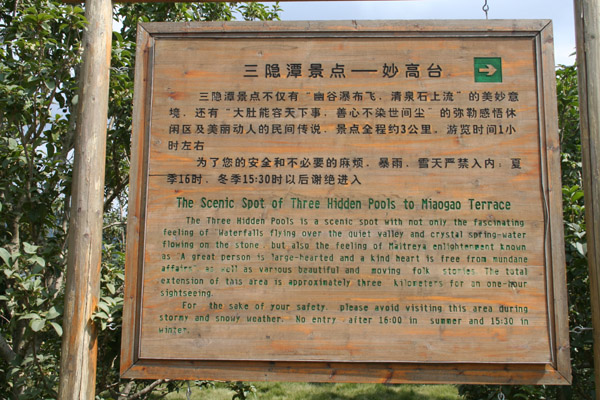 三隐潭景点——妙高台
三隐潭景点不仅有“幽谷瀑布飞，清泉石上流”的美妙意
境，还有“大肚能容天下事，善心不染世间尘”的弥勒感悟休
闲区及美丽动人的民间传说，景点全程约3公里，游览时间1小
时左右
为了您的安全和不必要的麻烦，暴雨，雪天严禁入内，夏
季16时，冬季15:30时以后谢绝进入
The Scenic Spot of Three Hidden Pools to Miaogao Terrace
The Three Hidden Pools is a scenic spot with not only the fascinating
feeling of "Waterfalls flying over the quiet valley and crystal spring-water
flowing on the stone, but also the feeling of Maitreya enlightenment known
as "A great person is large-hearted and a kind heart is free from mundane
affairs" as well as various beautiful and moving folk stories. The total
extension of this area is approximately three kilometers for an one-hour
sightseeing.
For the sake of your safety, please avoid visiting this area during
stormy and snowy weather. No entry after 16:00 in summer and 15:30 in
winter.